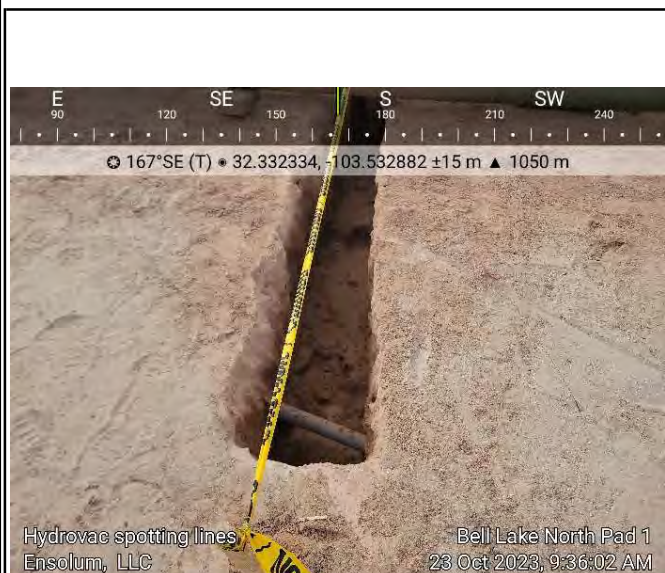 E SE S SW
90 120 150 180 210 240
167°SE (T) 32.332334, -103.532882 ±15 m ▲ 1050 m
Hydrovac spotting lines
Ensolum, LLC
Bell Lake North Pad 1
23 Oct 2023, 9:36:02 AM